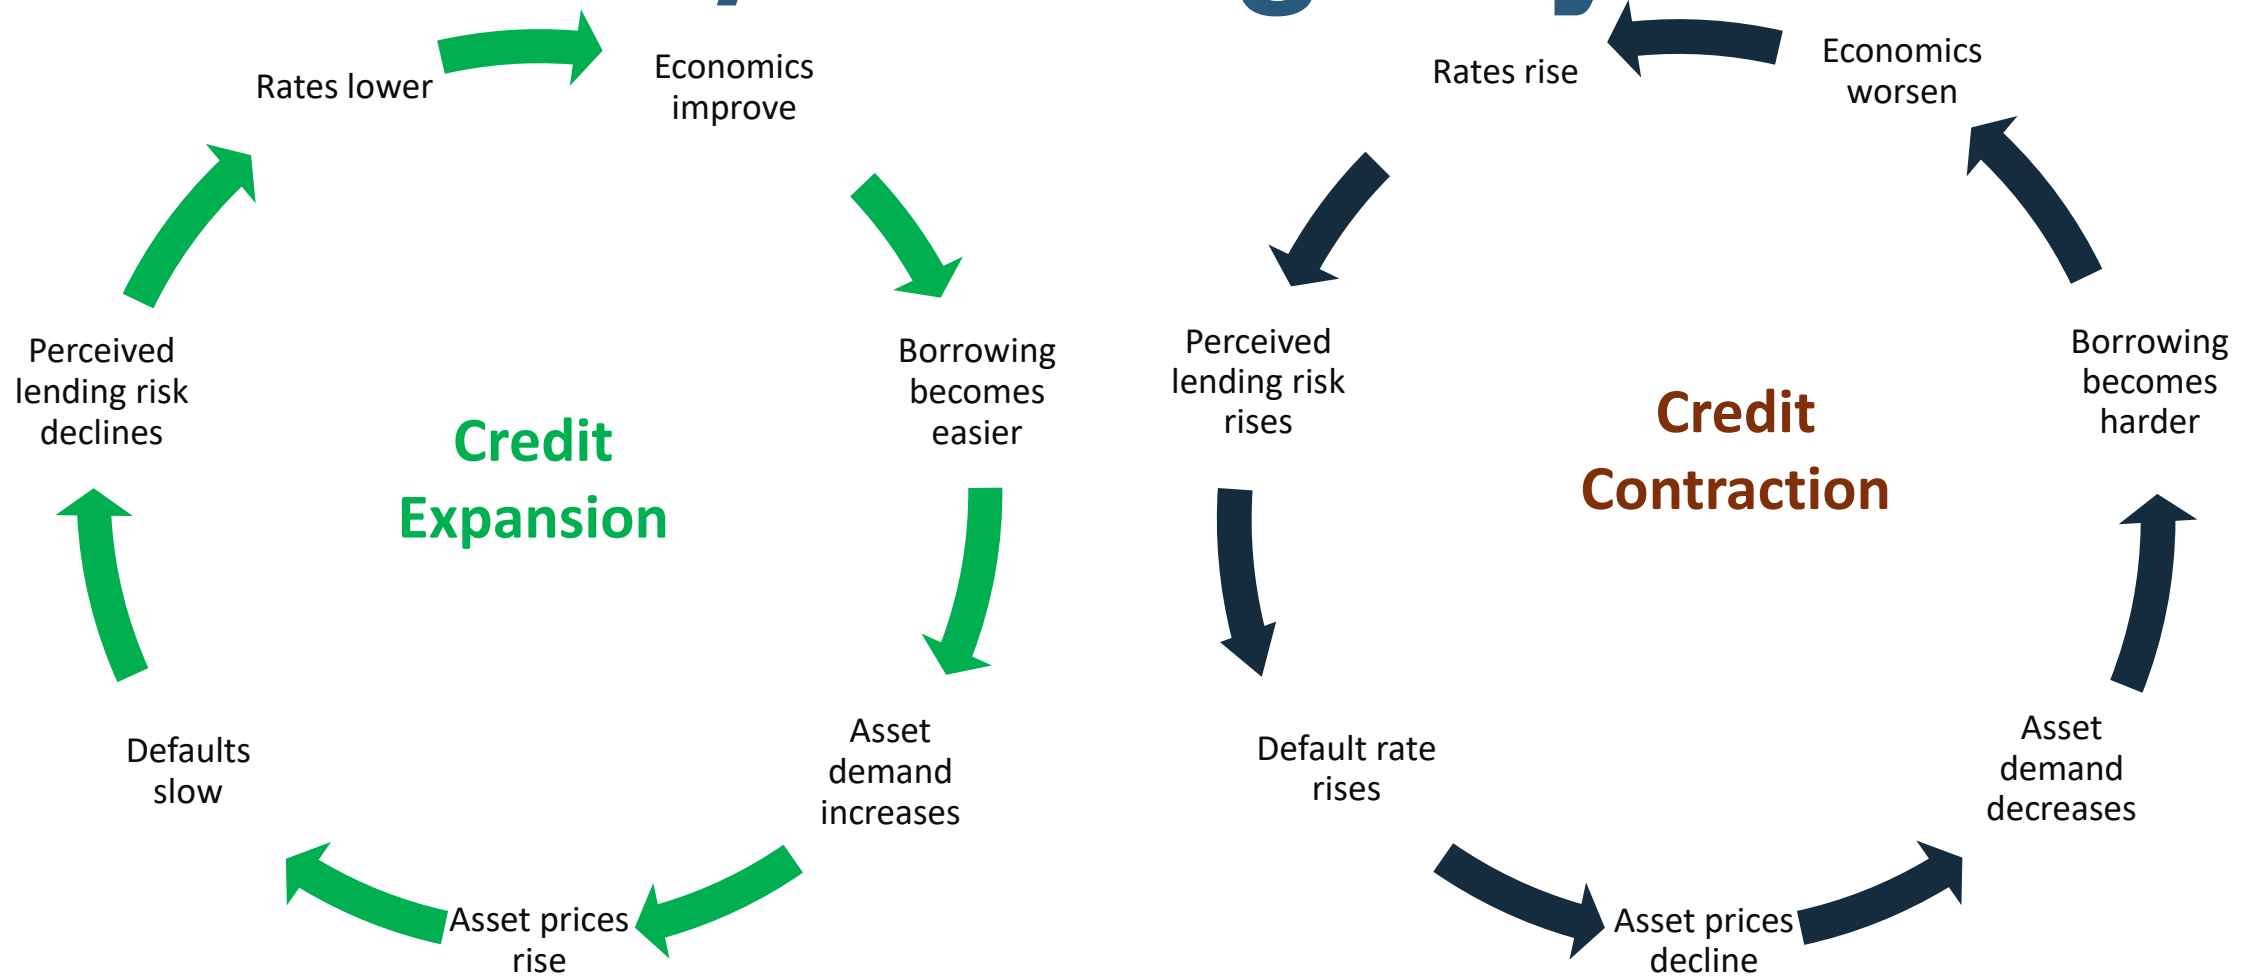 Rates lower
Economics
improve
Borrowing
becomes
easier
Asset
demand
increases
Asset prices
rise
Defaults
slow
Perceived
lending risk
declines
Credit
Expansion
Rates rise
Economics
worsen
Perceived
lending risk
rises
Borrowing
becomes
harder
Default rate
rises
Asset
demand
decreases
Asset prices
decline
Credit
Contraction